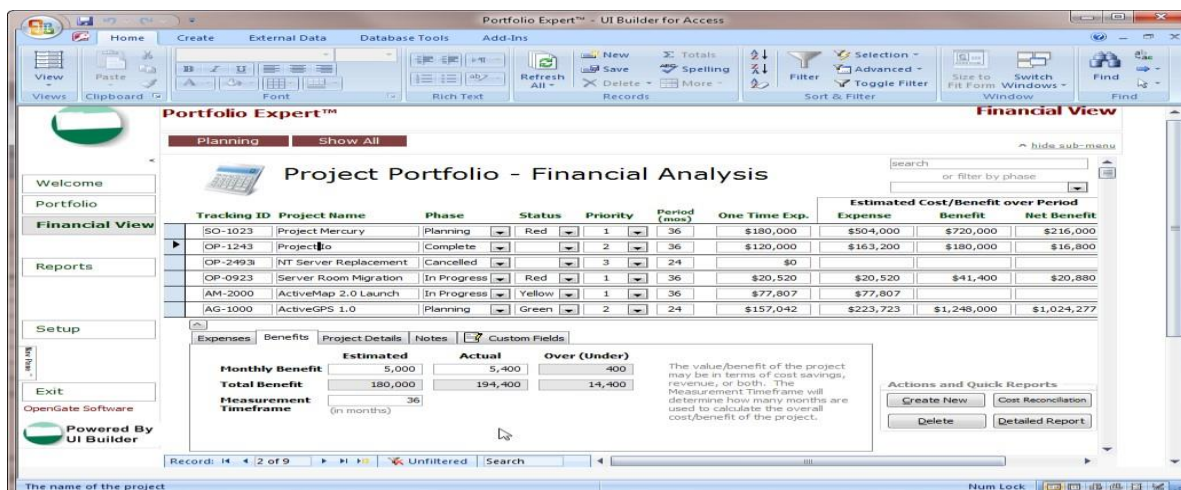 Portfolio Expert™ - UI Builder for Access
Home Create External Data Database Tools Add-Ins
View Paste Refresh All New Save Delete Totals Spelling More Filter Selection Advanced Toggle Filter Size to Fit Form Switch Windows Find
Views Clipboard Font Rich Text Records Sort & Filter Window Find
Portfolio Expert™ Financial View
Planning Show All
^ hide sub-menu
Project Portfolio - Financial Analysis
search
or filter by phase
Welcome
Portfolio
Financial View
Reports
Setup
Exit
OpenGate Software
Powered By
UI Builder
Estimated Cost/Benefit over Period
Tracking ID Project Name Phase Status Priority Period (mos) One Time Exp. Expense Benefit Net Benefit
SO-1023 Project Mercury Planning Red 1 36 $180,000 $504,000 $720,000 $216,000
OP-1243 Project Io Complete 2 36 $120,000 $163,200 $180,000 $16,800
OP-2493i NT Server Replacement Cancelled 3 24 $0
OP-0923 Server Room Migration In Progress Red 1 36 $20,520 $20,520 $41,400 $20,880
AM-2000 ActiveMap 2.0 Launch In Progress Yellow 1 36 $77,807 $77,807
AG-1000 ActiveGPS 1.0 Planning Green 2 24 $157,042 $223,723 $1,248,000 $1,024,277
Expenses Benefits Project Details Notes Custom Fields
Estimated Actual Over (Under)
Monthly Benefit 5,000 5,400 400
Total Benefit 180,000 194,400 14,400
Measurement Timeframe 36
(in months)
The value/benefit of the project
may be in terms of cost savings,
revenue, or both. The
Measurement Timeframe will
determine how many months are
used to calculate the overall
cost/benefit of the project.
Actions and Quick Reports
Create New Cost Reconciliation
Delete Detailed Report
Record: 2 of 9 Unfiltered Search
The name of the project Num Lock